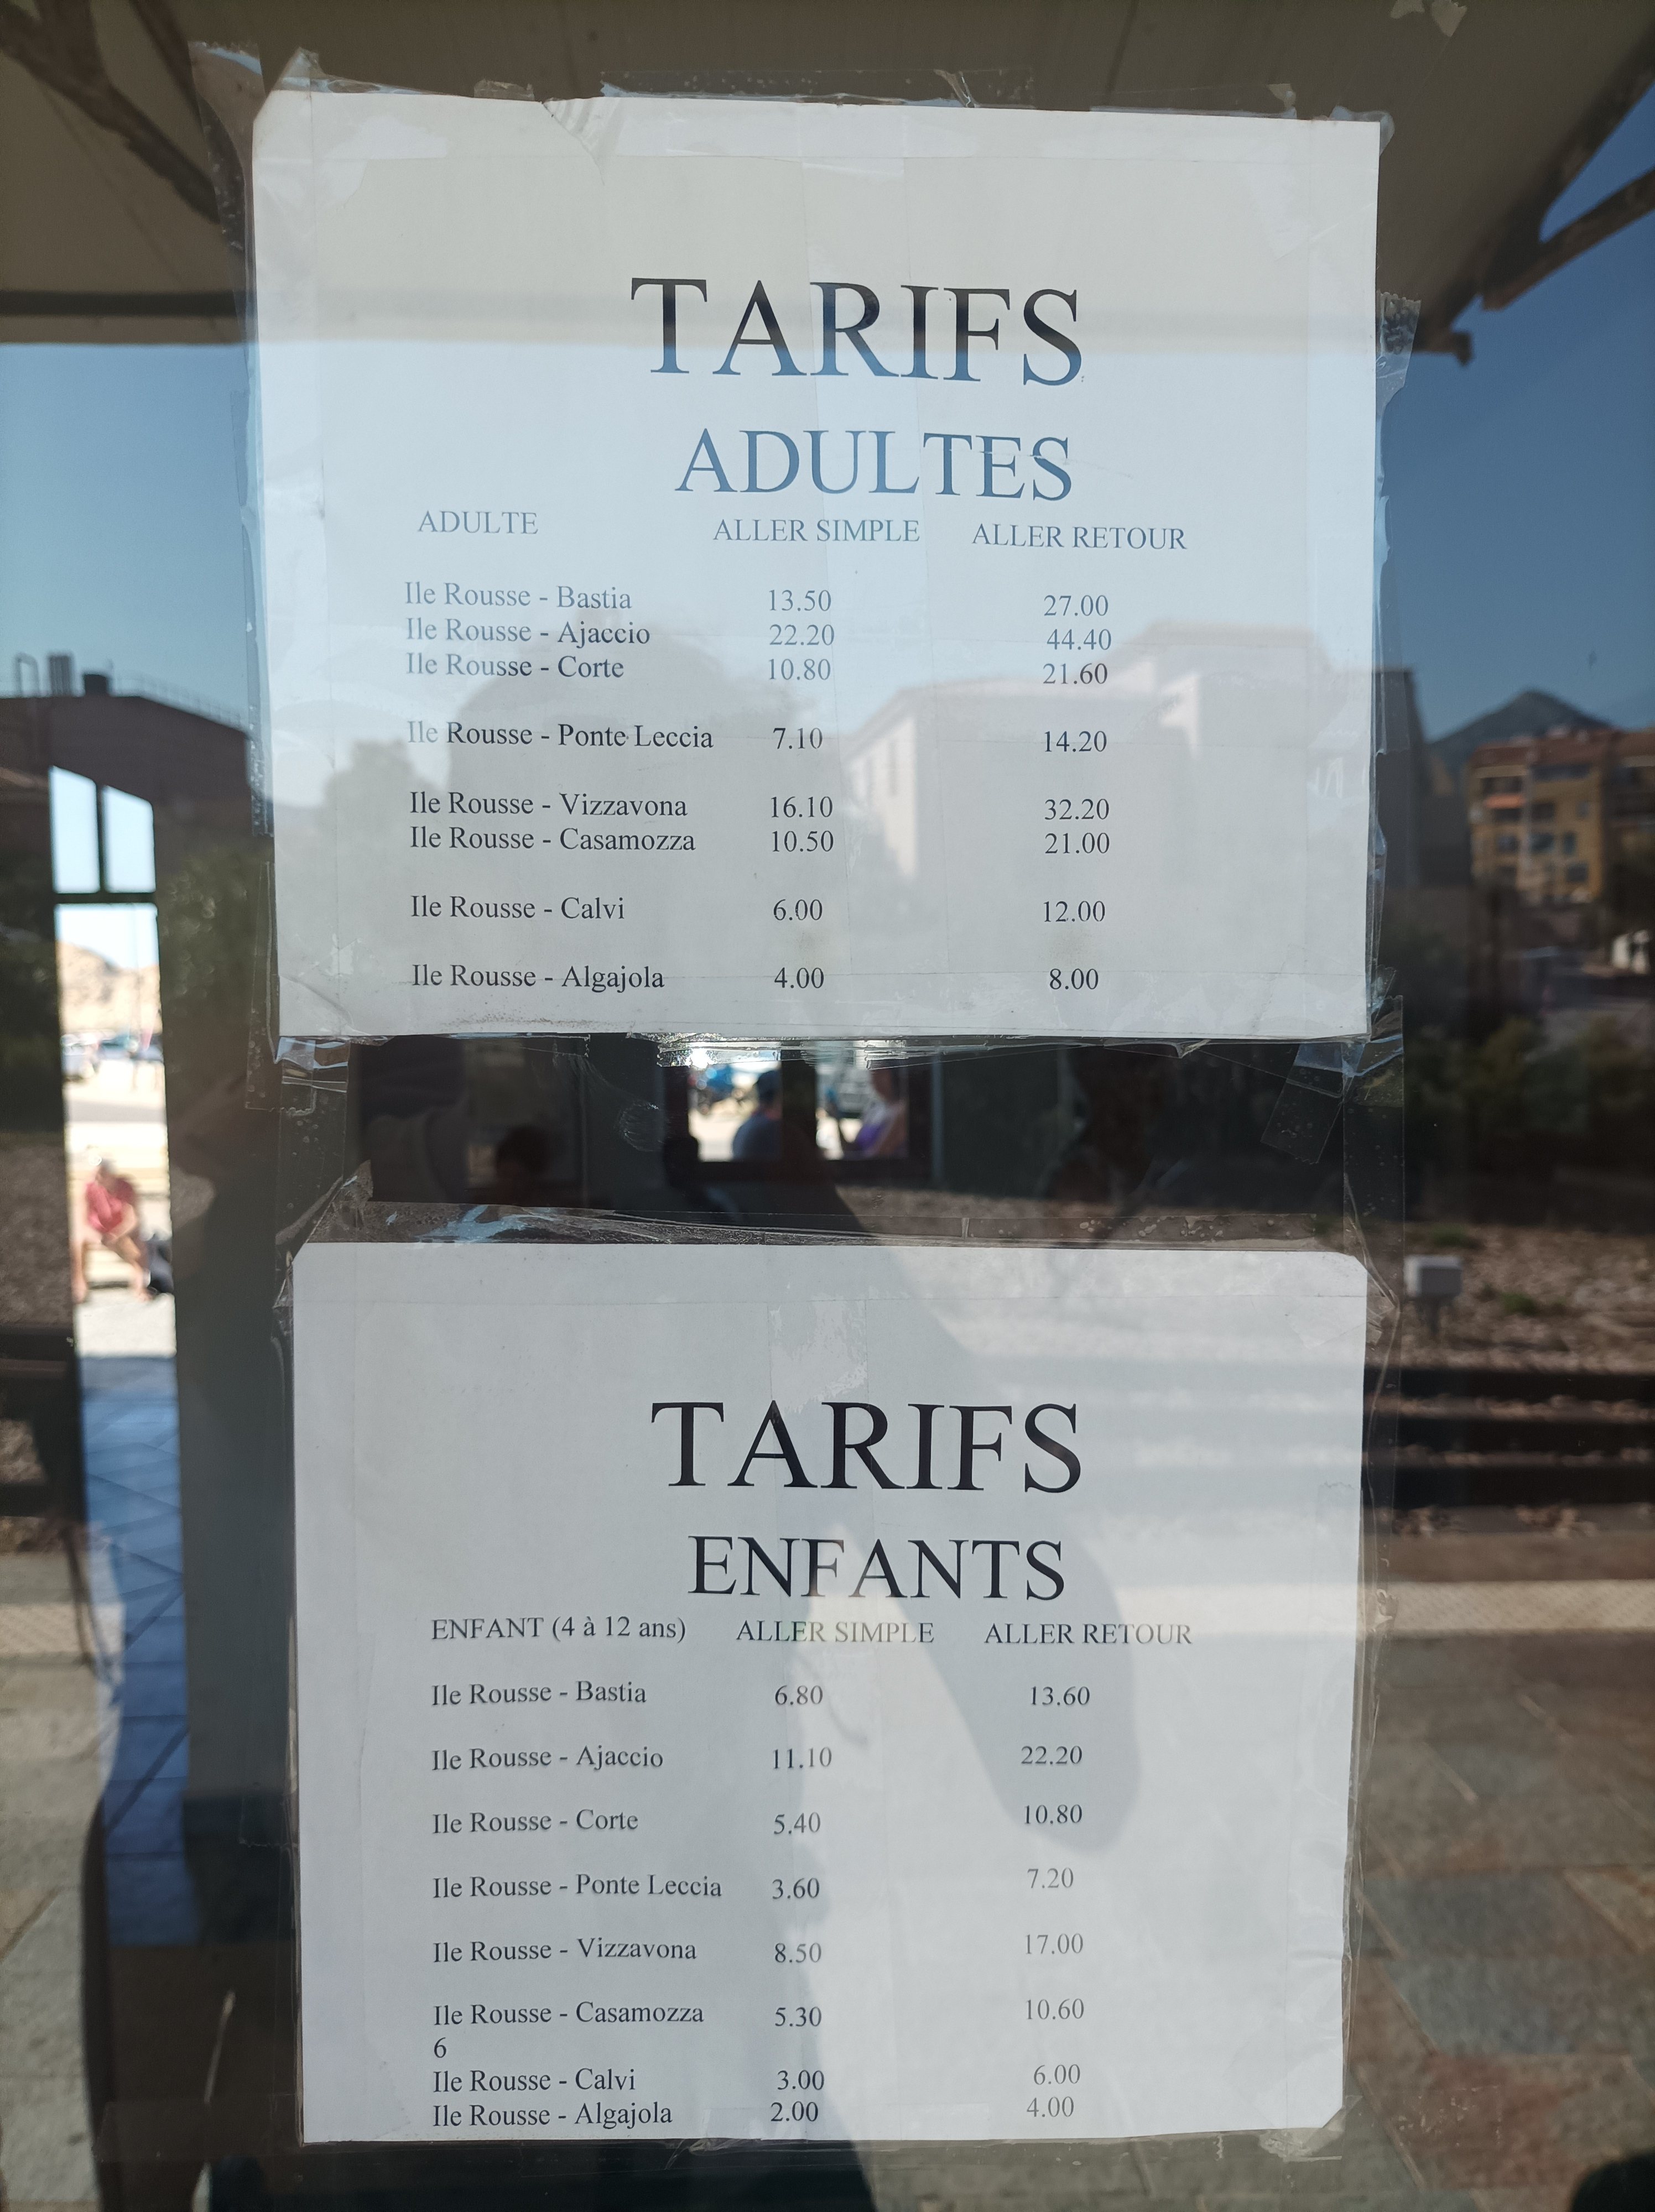 TARIFS
ADULTES
ADULTE ALLER SIMPLE ALLER RETOUR
Ile Rousse - Bastia 13.50 27.00
Ile Rousse - Ajaccio 22.20 44.40
Ile Rousse - Corte 10.80 21.60
Ile Rousse - Ponte Leccia 7.10 14.20
Ile Rousse - Vizzavona 16.10 32.20
Ile Rousse - Casamozza 10.50 21.00
Ile Rousse - Calvi 6.00 12.00
Ile Rousse - Algajola 4.00 8.00
TARIFS
ENFANTS
ENFANT (4 à 12 ans) ALLER SIMPLE ALLER RETOUR
Ile Rousse - Bastia 6.80 13.60
Ile Rousse - Ajaccio 11.10 22.20
Ile Rousse - Corte 5.40 10.80
Ile Rousse - Ponte Leccia 3.60 7.20
Ile Rousse - Vizzavona 8.50 17.00
Ile Rousse - Casamozza 5.30 10.60
6
Ile Rousse - Calvi 3.00 6.00
Ile Rousse - Algajola 2.00 4.00